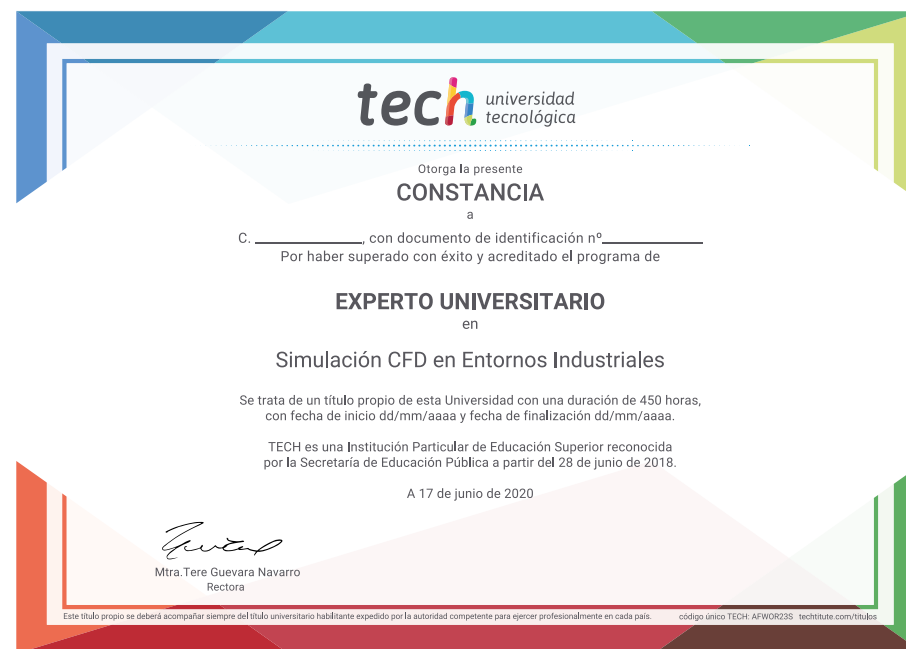 tech universidad
tecnológica
Otorga la presente
CONSTANCIA
a
C. ____________, con documento de identificación nº____________
Por haber superado con éxito y acreditado el programa de
EXPERTO UNIVERSITARIO
en
Simulación CFD en Entornos Industriales
Se trata de un título propio de esta Universidad con una duración de 450 horas,
con fecha de inicio dd/mm/aaaa y fecha de finalización dd/mm/aaaa.
TECH es una Institución Particular de Educación Superior reconocida
por la Secretaría de Educación Pública a partir del 28 de junio de 2018.
A 17 de junio de 2020
Mtra.Tere Guevara Navarro
Rectora
Este título propio se deberá acompañar siempre del título universitario habilitante expedido por la autoridad competente para ejercer profesionalmente en cada país. código único TECH: AFWOR23S techtitute.com/titulos